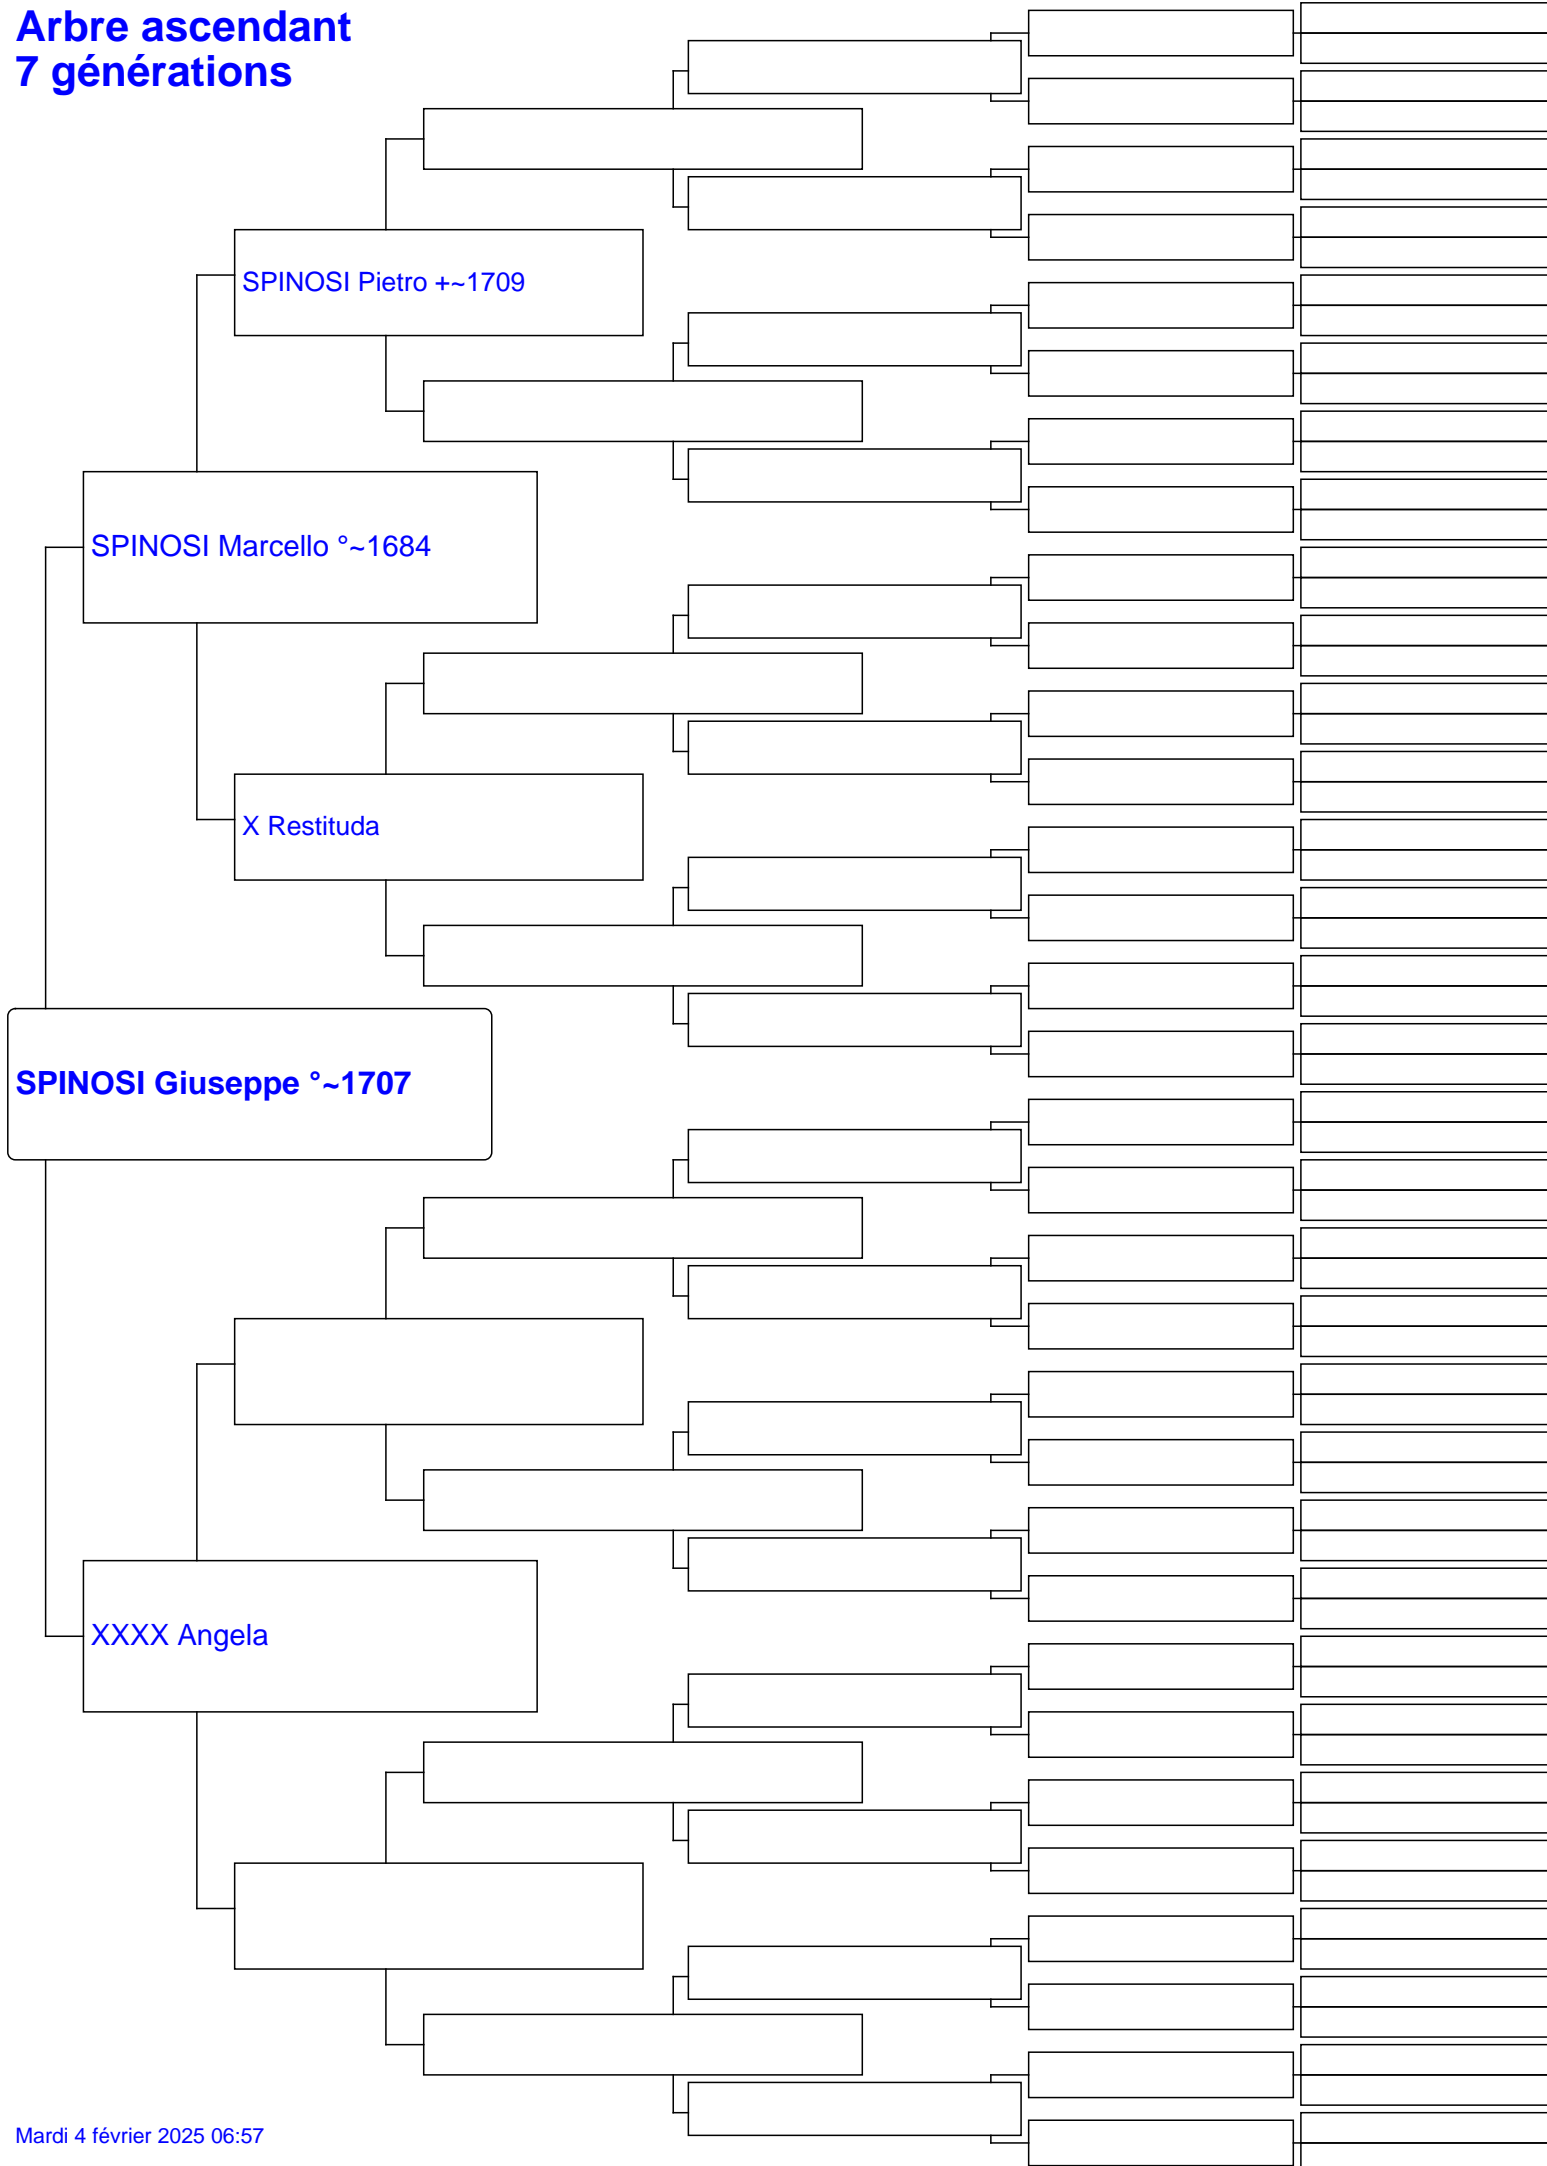 Arbre ascendant
7 générations
SPINOSI Pietro +~1709
SPINOSI Marcello °~1684
X Restituda
SPINOSI Giuseppe °~1707
XXXX Angela
Mardi 4 février 2025 06:57